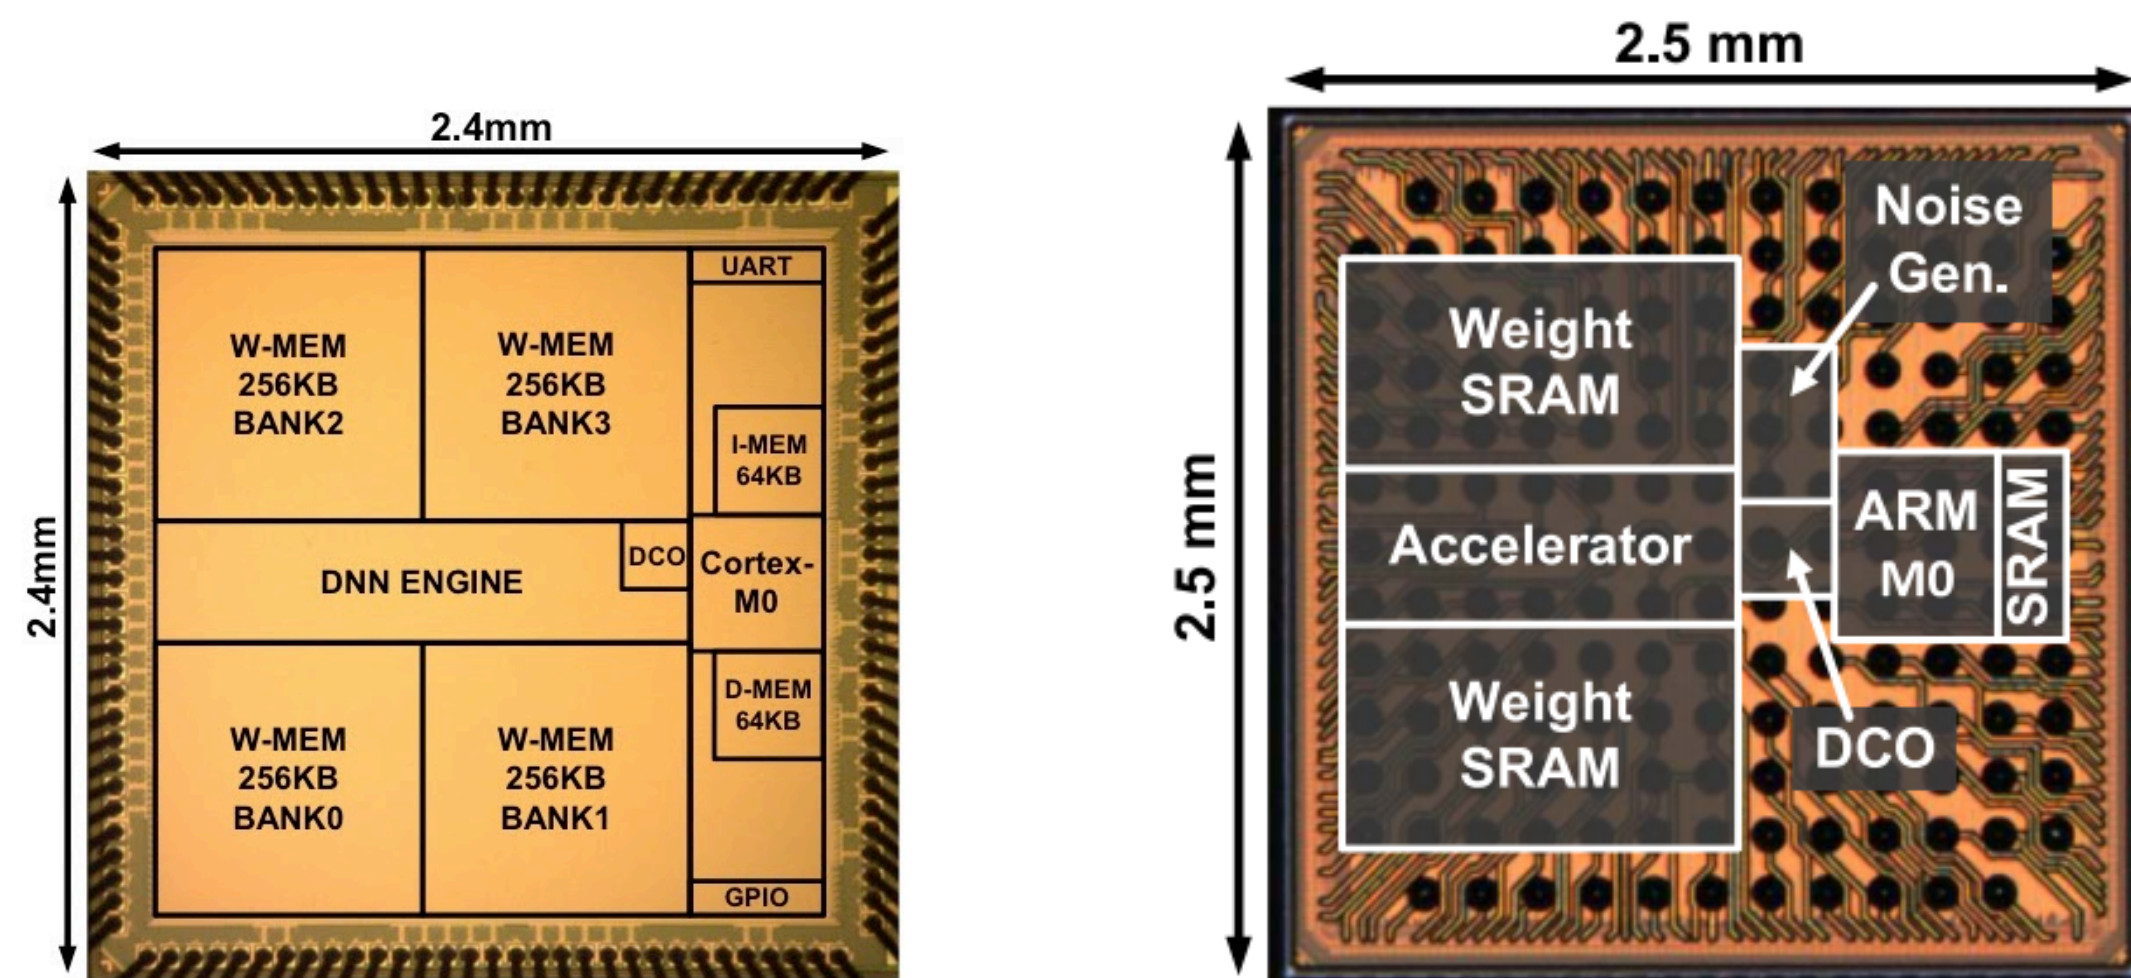 2.4mm
2.4mm
W-MEM
256KB
BANK2
W-MEM
256KB
BANK3
UART
I-MEM
64KB
DNN ENGINE
DCO
Cortex-
M0
W-MEM
256KB
BANK0
W-MEM
256KB
BANK1
D-MEM
64KB
GPIO
2.5 mm
2.5 mm
Noise
Gen.
Weight
SRAM
Accelerator
ARM
M0
SRAM
Weight
SRAM
DCO